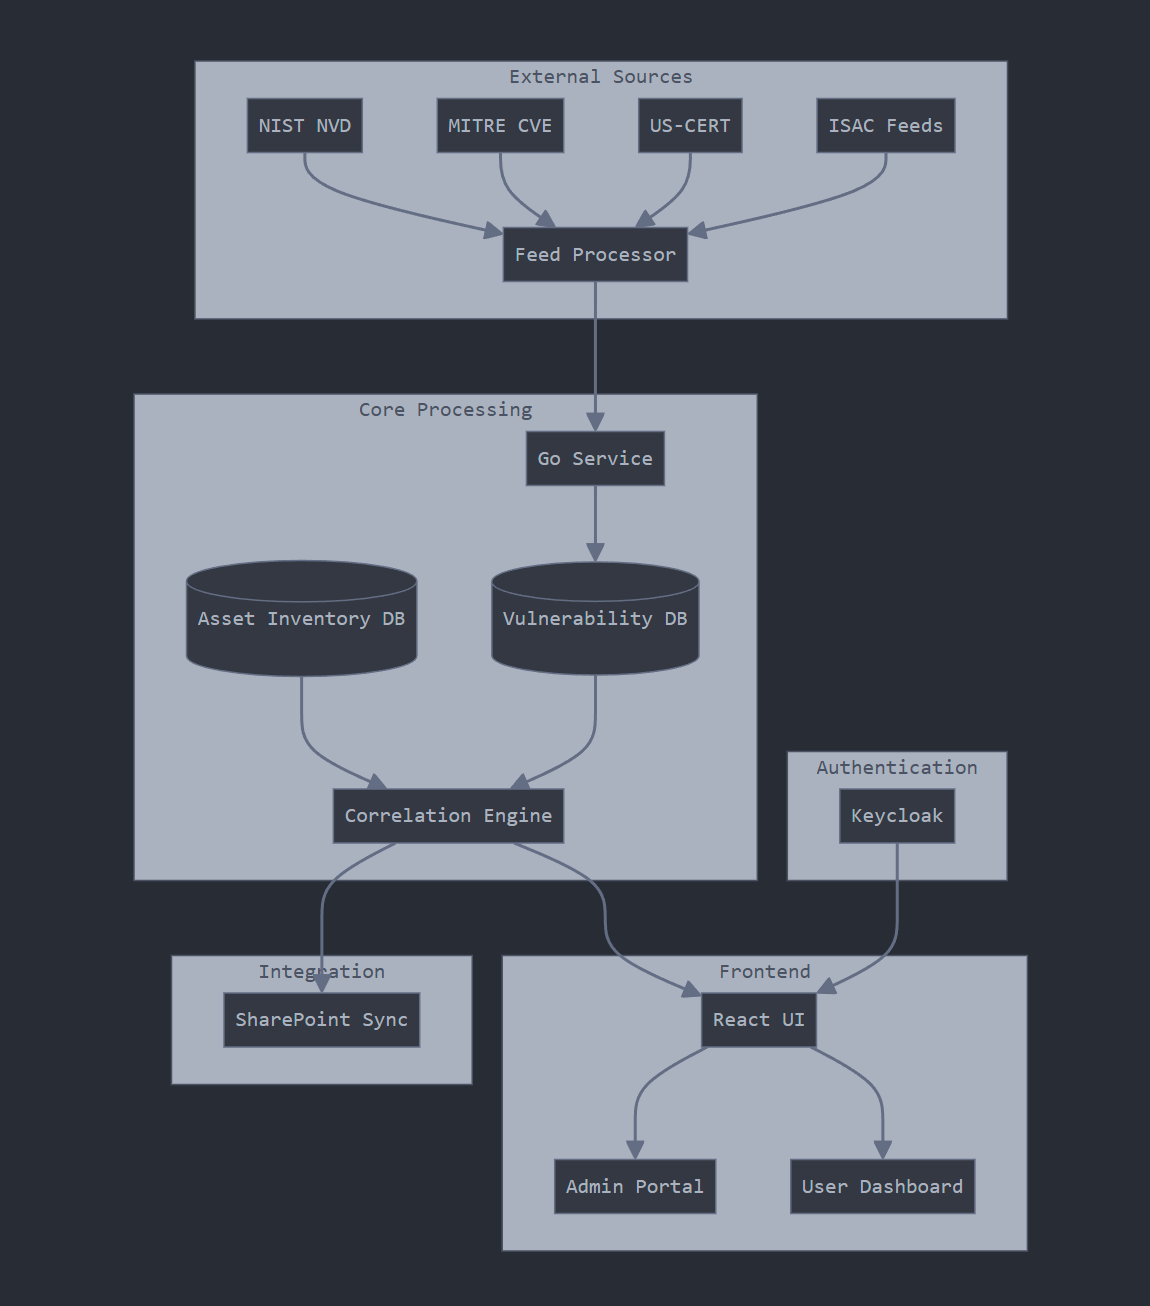 External Sources
NIST NVD
MITRE CVE
US-CERT
ISAC Feeds
Feed Processor
Core Processing
Go Service
Asset Inventory DB
Vulnerability DB
Authentication
Correlation Engine
Keycloak
Integration
Frontend
SharePoint Sync
React UI
Admin Portal
User Dashboard